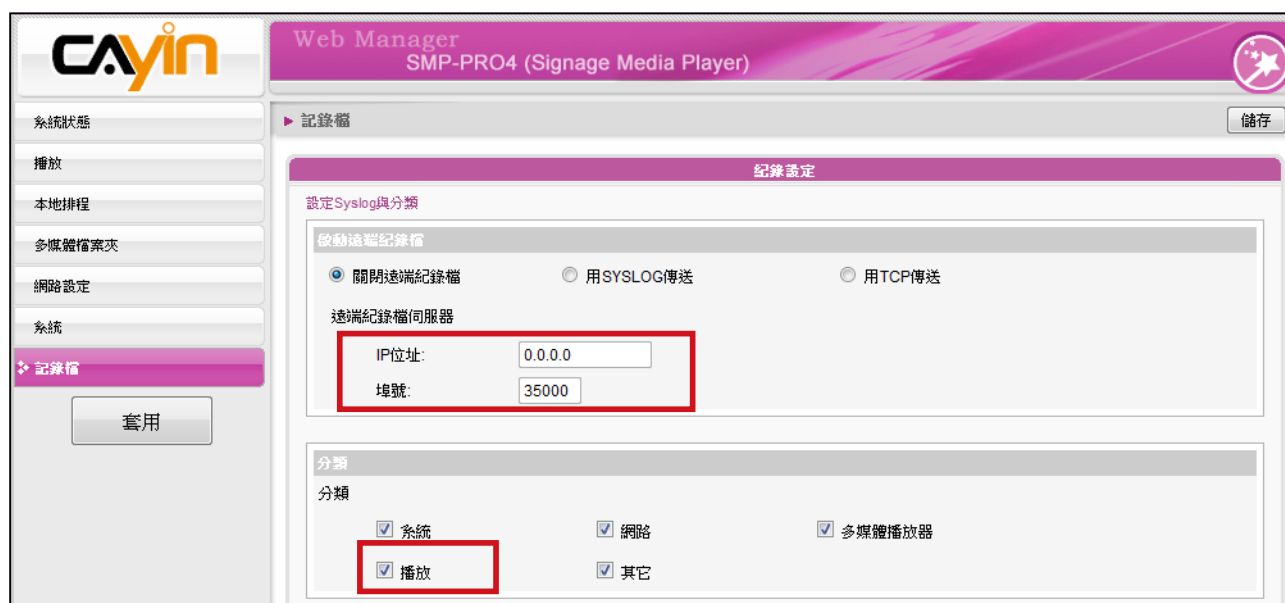 CAYIN
Web Manager
SMP-PRO4 (Signage Media Player)
系統狀態
播放
本地排程
多媒體檔案夾
網路設定
系統
記錄檔
套用
記錄檔
儲存
紀錄設定
設定Syslog與分類
啟動遠端紀錄檔
關閉遠端紀錄檔 用SYSLOG傳送 用TCP傳送
遠端紀錄檔伺服器
IP位址: 0.0.0.0
埠號: 35000
分類
分類
系統 網路 多媒體播放器
播放 其它